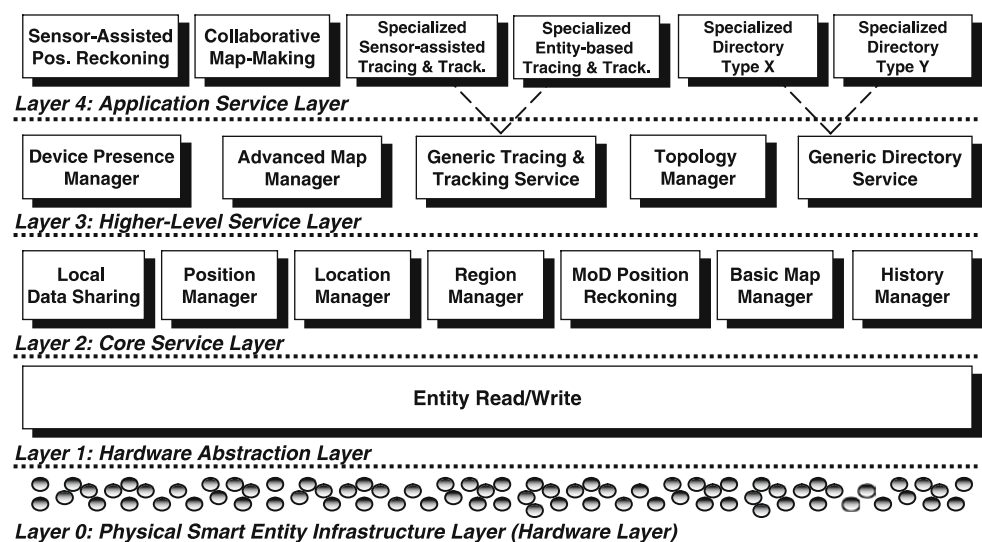 Sensor-Assisted
Pos. Reckoning
Collaborative
Map-Making
Specialized
Sensor-assisted
Tracing & Track.
Specialized
Entity-based
Tracing & Track.
Specialized
Directory
Type X
Specialized
Directory
Type Y
Layer 4: Application Service Layer
Device Presence
Manager
Advanced Map
Manager
Generic Tracing &
Tracking Service
Topology
Manager
Generic Directory
Service
Layer 3: Higher-Level Service Layer
Local
Data Sharing
Position
Manager
Location
Manager
Region
Manager
MoD Position
Reckoning
Basic Map
Manager
History
Manager
Layer 2: Core Service Layer
Entity Read/Write
Layer 1: Hardware Abstraction Layer
Layer 0: Physical Smart Entity Infrastructure Layer (Hardware Layer)